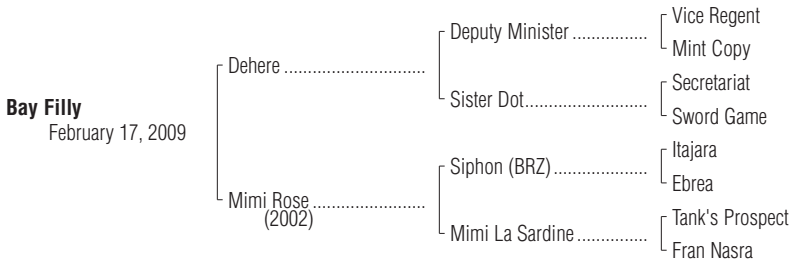 Vice Regent
Deputy Minister ................
Mint Copy
Dehere ..............................
Secretariat
Sister Dot..........................
Sword Game
Bay Filly
February 17, 2009
Itajara
Siphon (BRZ) ....................
Ebrea
Mimi Rose ........................
(2002)
Tank's Prospect
Mimi La Sardine...............
Fran Nasra